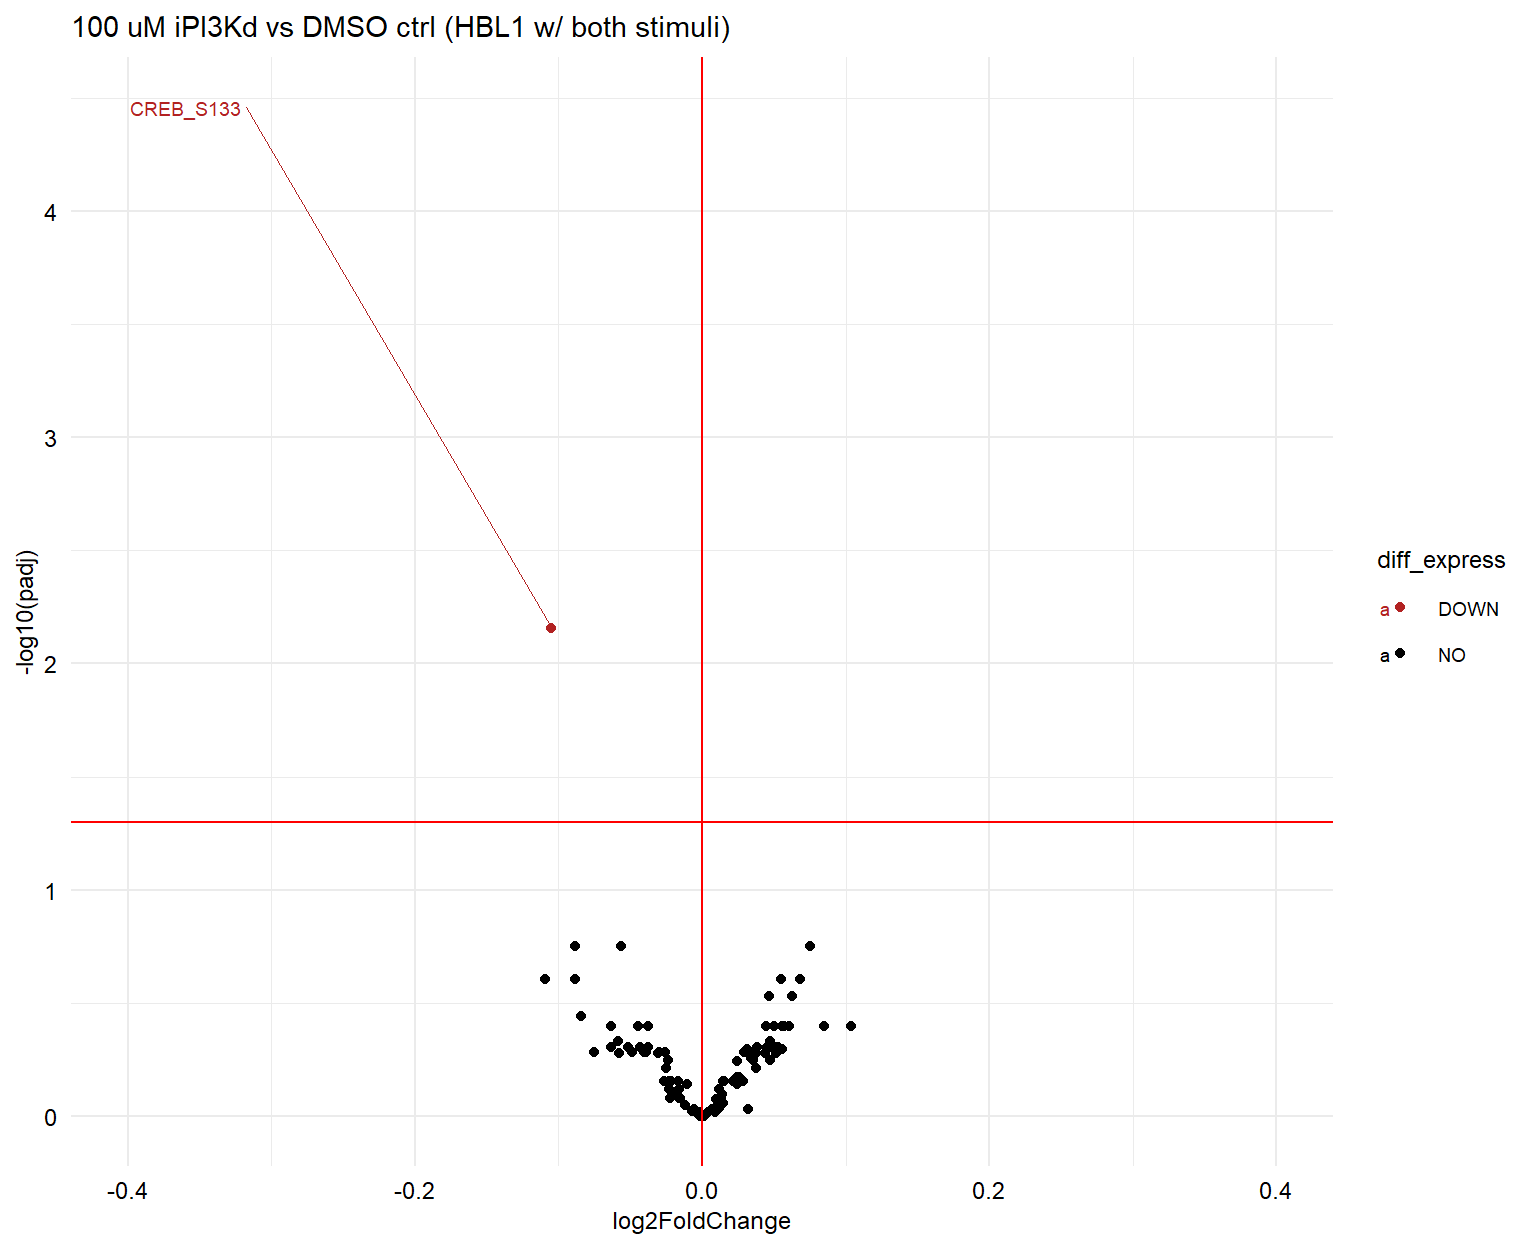 100 uM iPI3Kd vs DMSO ctrl (HBL1 w/ both stimuli)
CREB_S133
4
3
2
1
0
-log10(padj)
-0.4
-0.2
0.0
0.2
0.4
log2FoldChange
diff_express
a DOWN
a NO